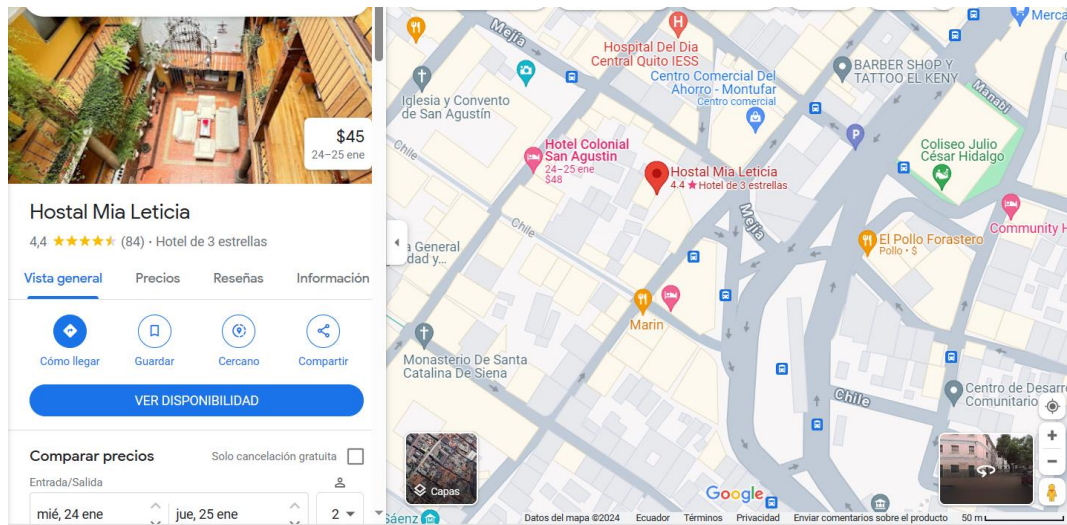 $45
24–25 ene
Hostal Mia Leticia
4,4 (84) · Hotel de 3 estrellas
Vista general
Precios
Reseñas
Información
Cómo llegar
Guardar
Cercano
Compartir
VER DISPONIBILIDAD
Comparar precios
Solo cancelación gratuita
Entrada/Salida
mié, 24 ene
jue, 25 ene
2
Mejía
Hospital Del Dia
Central Quito IESS
Merca
Iglesia y Convento
de San Agustín
Centro Comercial Del
Ahorro - Montufar
Centro comercial
BARBER SHOP Y
TATTOO EL KENY
Manabí
Chile
Hotel Colonial
San Agustin
24–25 ene
$48
Hostal Mia Leticia
4.4 ★ Hotel de 3 estrellas
P
Coliseo Julio
César Hidalgo
Mejía
Chile
Community H
El Pollo Forastero
Pollo · $
a General
dad y…
Marin
Monasterio De Santa
Catalina De Siena
Chile
Centro de Desarr
Comunitario
Capas
Sáenz
Google
Datos del mapa ©2024
Ecuador
Términos
Privacidad
Enviar comentarios sobre el producto
50 m